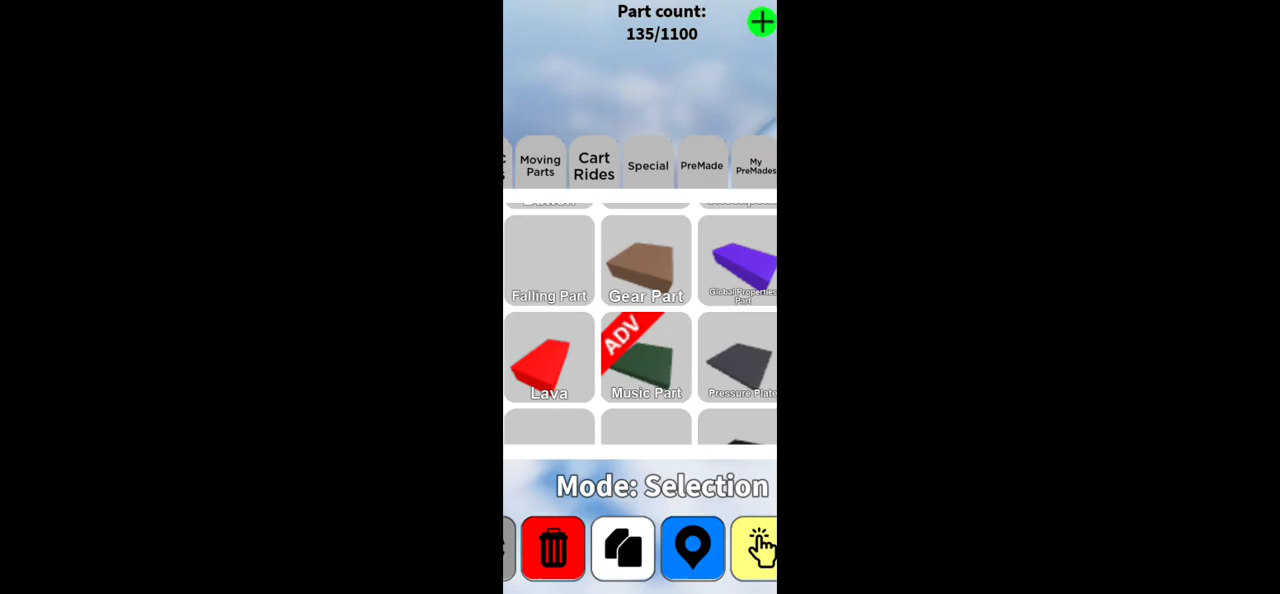 Part count:
135/1100
Moving
Parts
Cart
Rides
Special
PreMade
My
PreMades
Falling Part
Gear Part
Global Properties
Part
ADV
Lava
Music Part
Pressure Plate
Mode: Selection